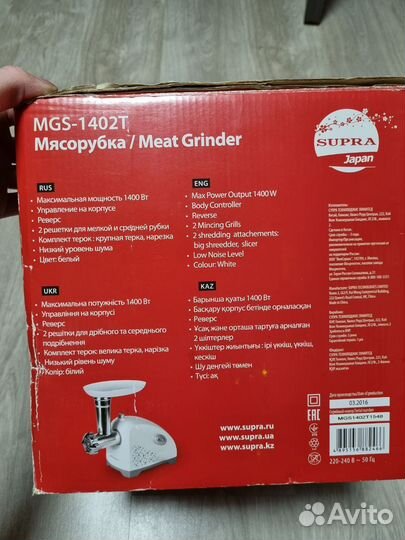 MGS-1402T
Мясорубка / Meat Grinder
SUPRA
Japan
RUS
• Максимальная мощность 1400 Вт
• Управление на корпусе
• Реверс
• 2 решетки для мелкой и средней рубки
• Комплект терок: крупная терка, нарезка
• Низкий уровень шума
• Цвет: белый
ENG
• Max Power Output 1400 W
• Body Controller
• Reverse
• 2 Mincing Grills
• 2 shredding attachements:
big shreedder, slicer
• Low Noise Level
• Colour: White
UKR
• Максимальна потужність 1400 Вт
• Управління на корпусі
• Реверс
• 2 решітки для дрібного та середнього
подрібнення
• Комплект терок: велика терка, нарізка
• Низький рівень шуму
• Колір: білий
KAZ
• Барынша қуаты 1400 Вт
• Басқару корпус бетінде орналасқан
• Реверс
• Ұсақ және орташа тартуға арналған
2 шілтерлер
• Үккіштер жиынтығы : ірі үккіш, үккіш,
кескіш
• Шу деңгейі төмен
• Түсі: ақ
www.supra.ru
www.supra.ua
www.supra.kz
03.2016
MGS1402T1548
4895156882466
220-240 В ~ 50 Гц
EAC
Avito